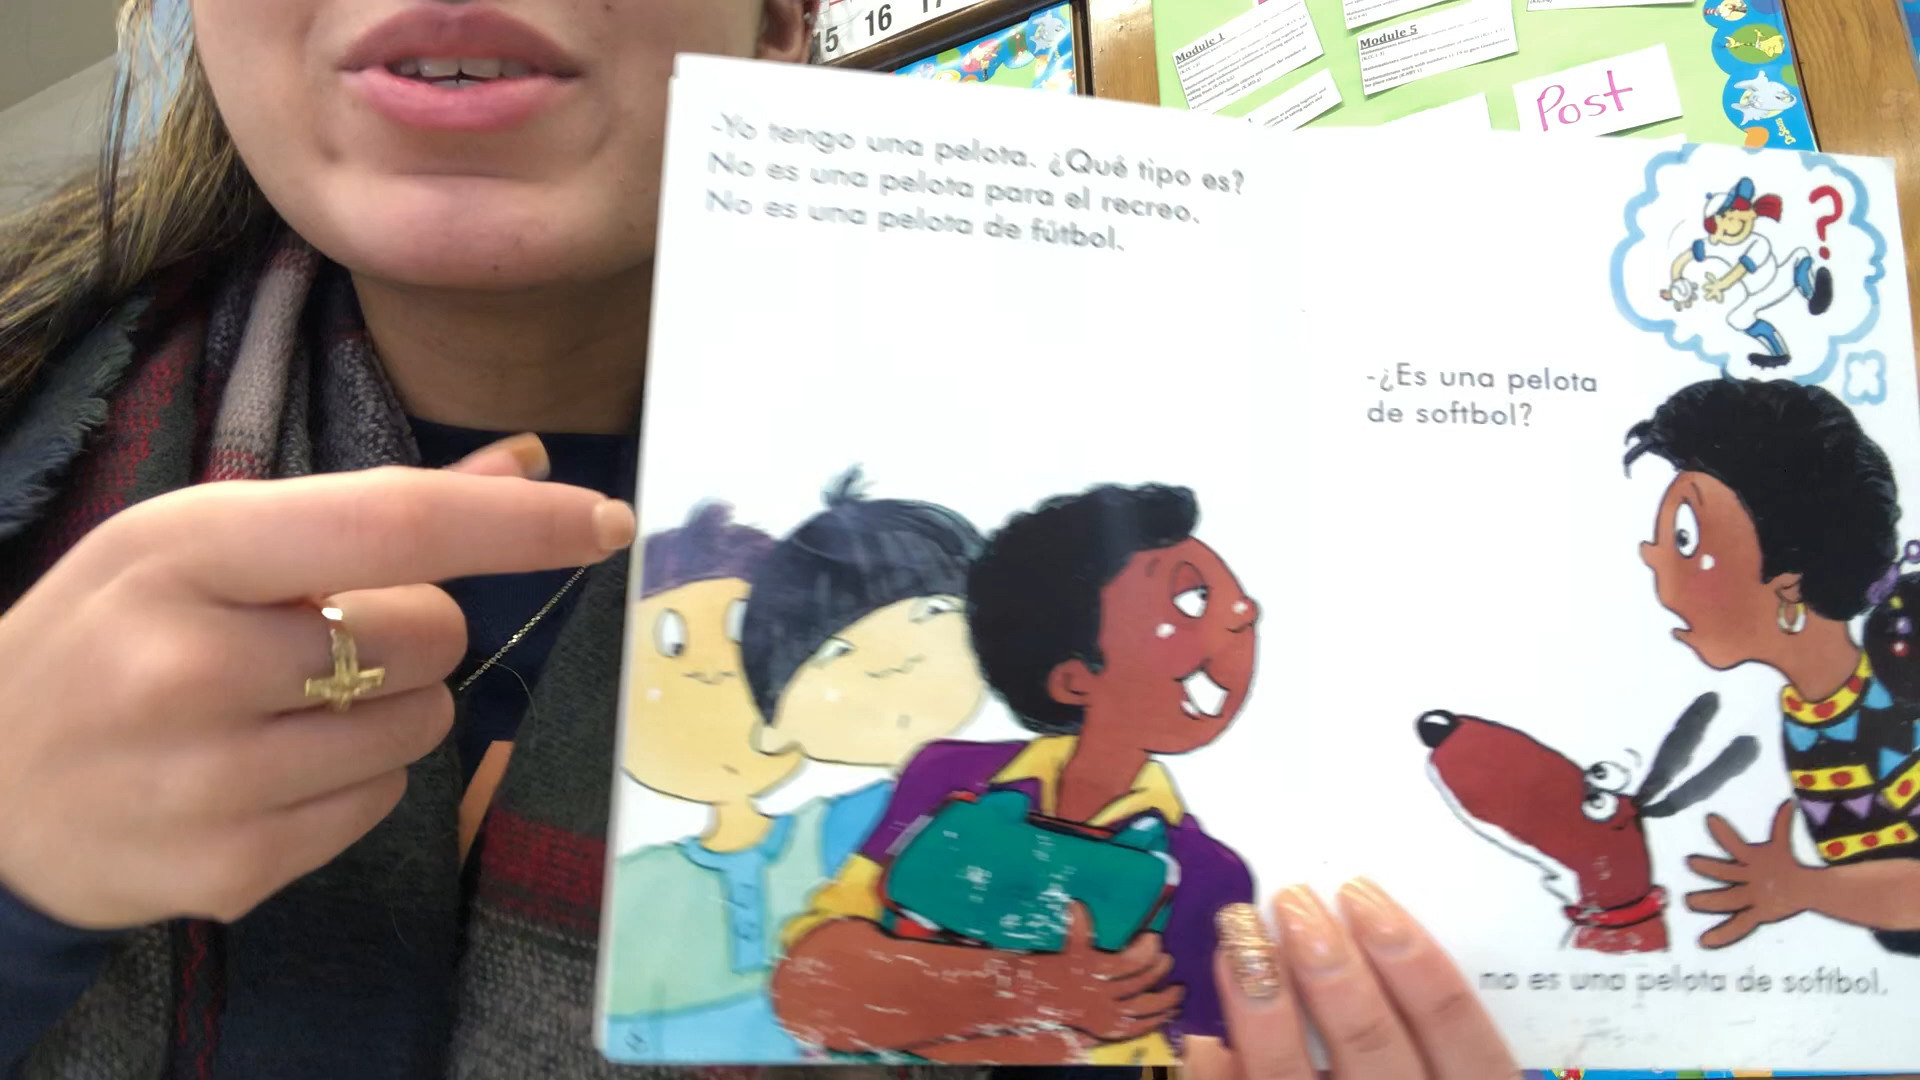 15 16 17
Module 1
Module 5
Post
-Yo tengo una pelota. ¿Qué tipo es?
No es una pelota para el recreo.
No es una pelota de fútbol.
?
-¿Es una pelota
de softbol?
no es una pelota de softbol.